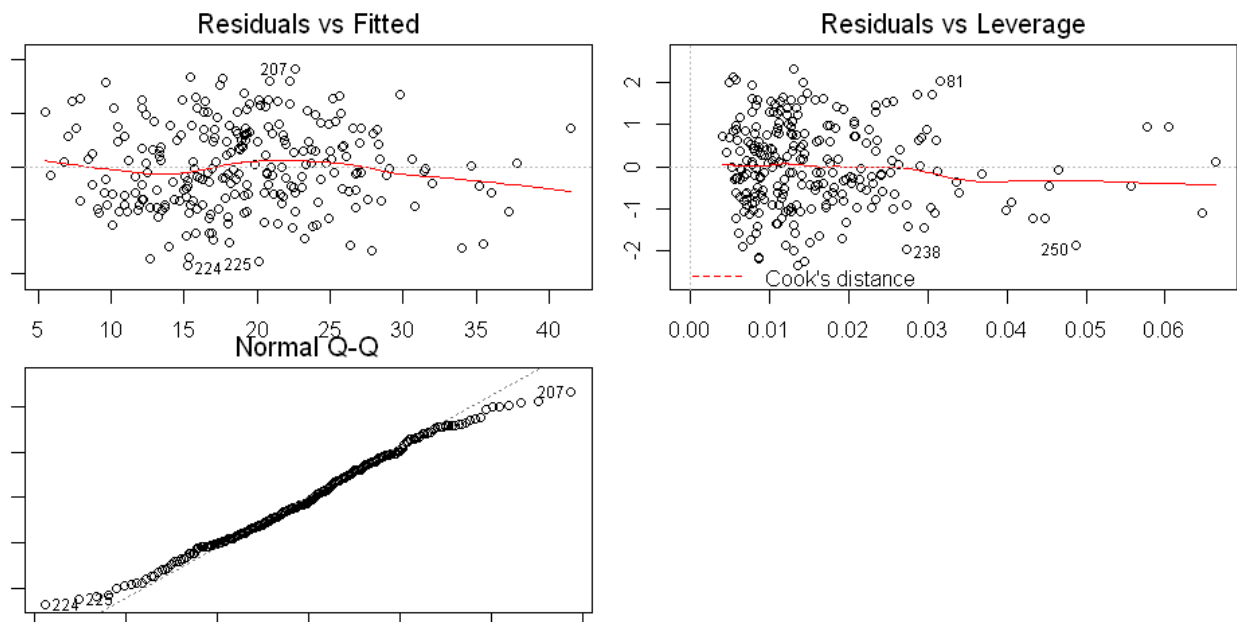 Residuals vs Fitted
207
224
225
5 10 15 20 25 30 35 40
Residuals vs Leverage
2
1
0
-1
-2
81
238
250
Cook's distance
0.00 0.01 0.02 0.03 0.04 0.05 0.06
Normal Q-Q
207
224
225